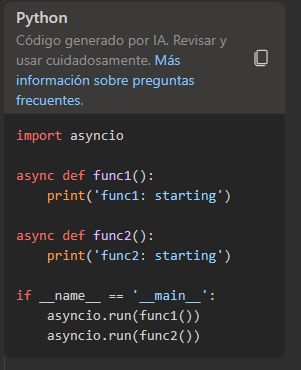 Python
Código generado por IA. Revisar y
usar cuidadosamente. Más
información sobre preguntas
frecuentes.
import asyncio
async def func1():
    print('func1: starting')
async def func2():
    print('func2: starting')
if __name__ == '__main__':
    asyncio.run(func1())
    asyncio.run(func2())